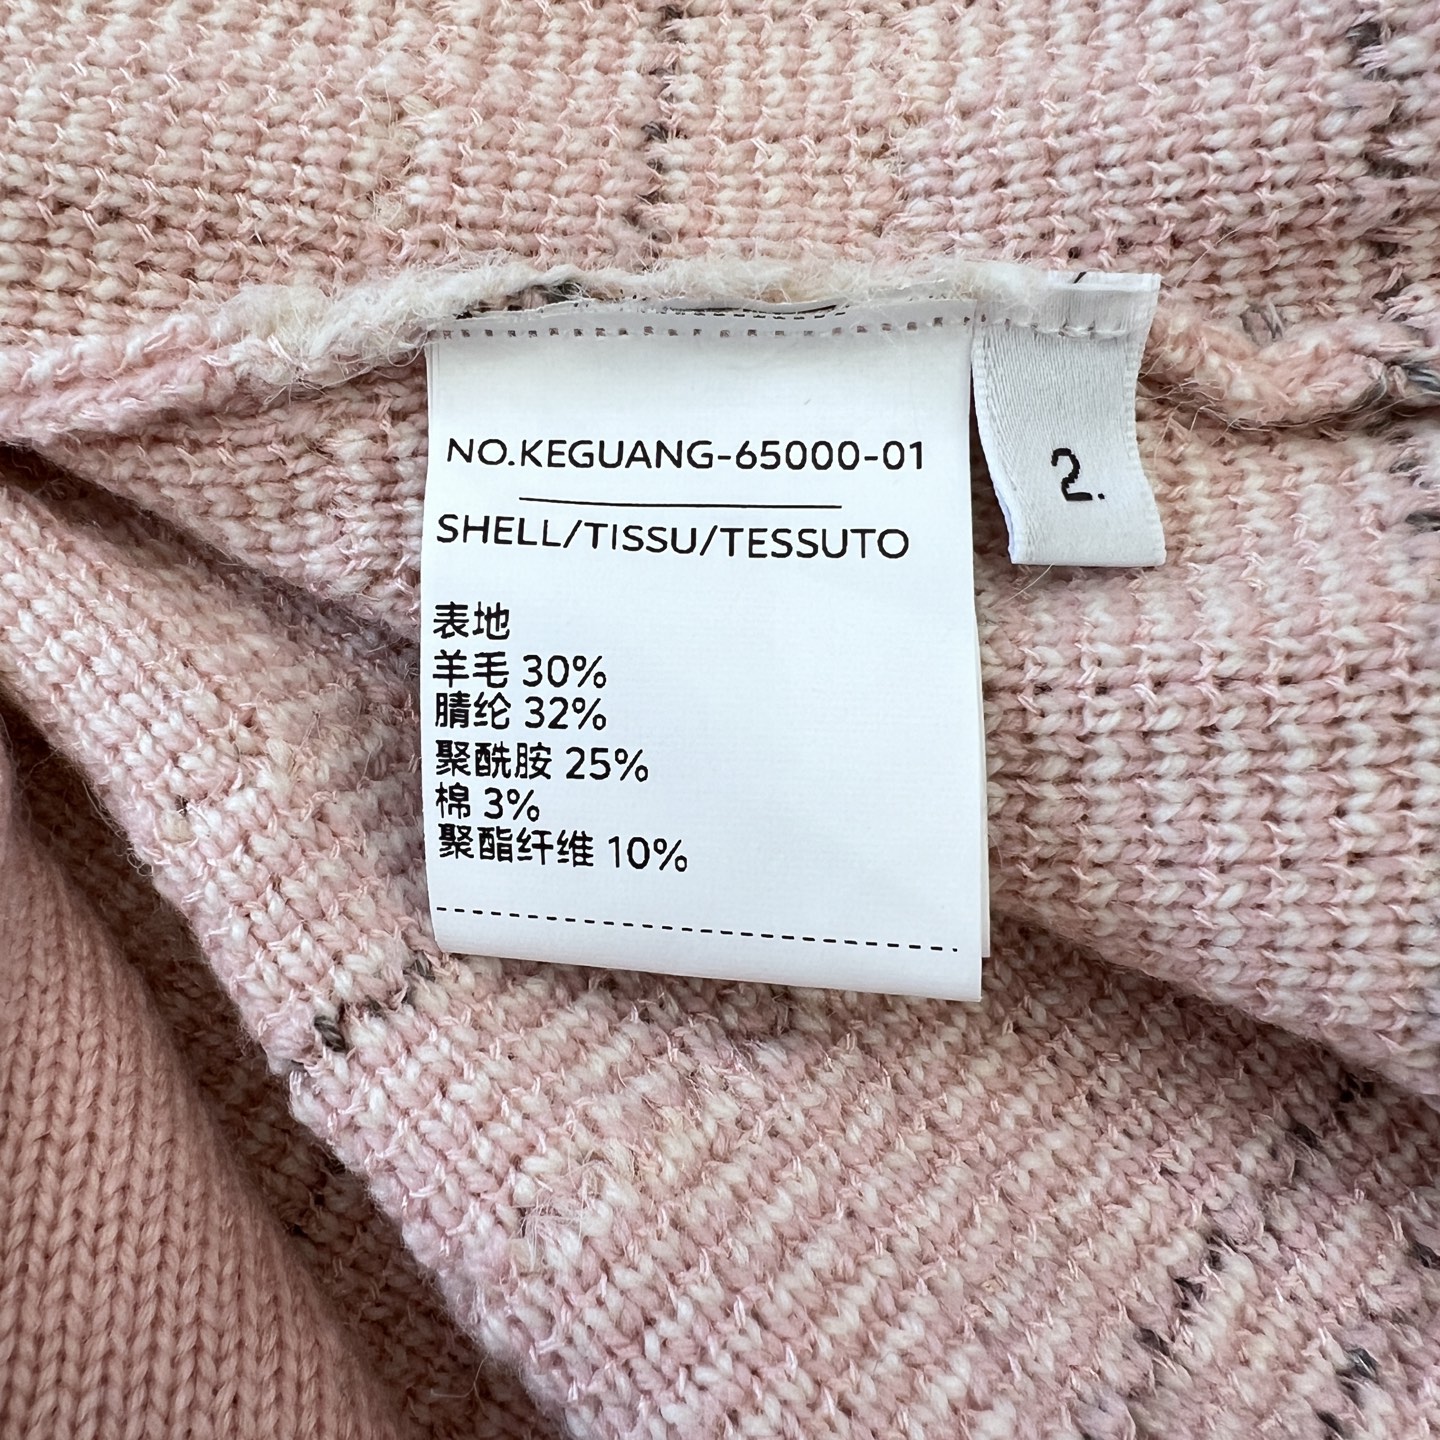 NO.KEGUANG-65000-01
SHELL/TISSU/TESSUTO
表地
羊毛 30%
腈纶 32%
聚酰胺 25%
棉 3%
聚酯纤维 10%
2.